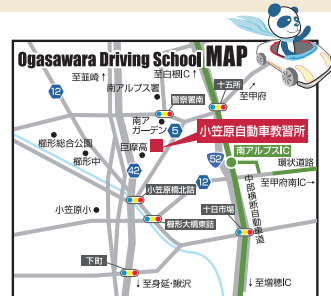 Ogasawara Driving School MAP
至韮崎↑
至白根IC↑
十五所
至甲府
南アルプス署
12
警察署南
南ア
ガーデン
5
小笠原自動車教習所
櫛形総合公園
櫛形中
巨摩高
52
南アルプスIC
環状道路
42
12
至甲府南IC→
小笠原橋北詰
小笠原小
十日市場
櫛形大橋東詰
中部横断自動車道
下町
↓至身延・鰍沢
↓至増穂IC